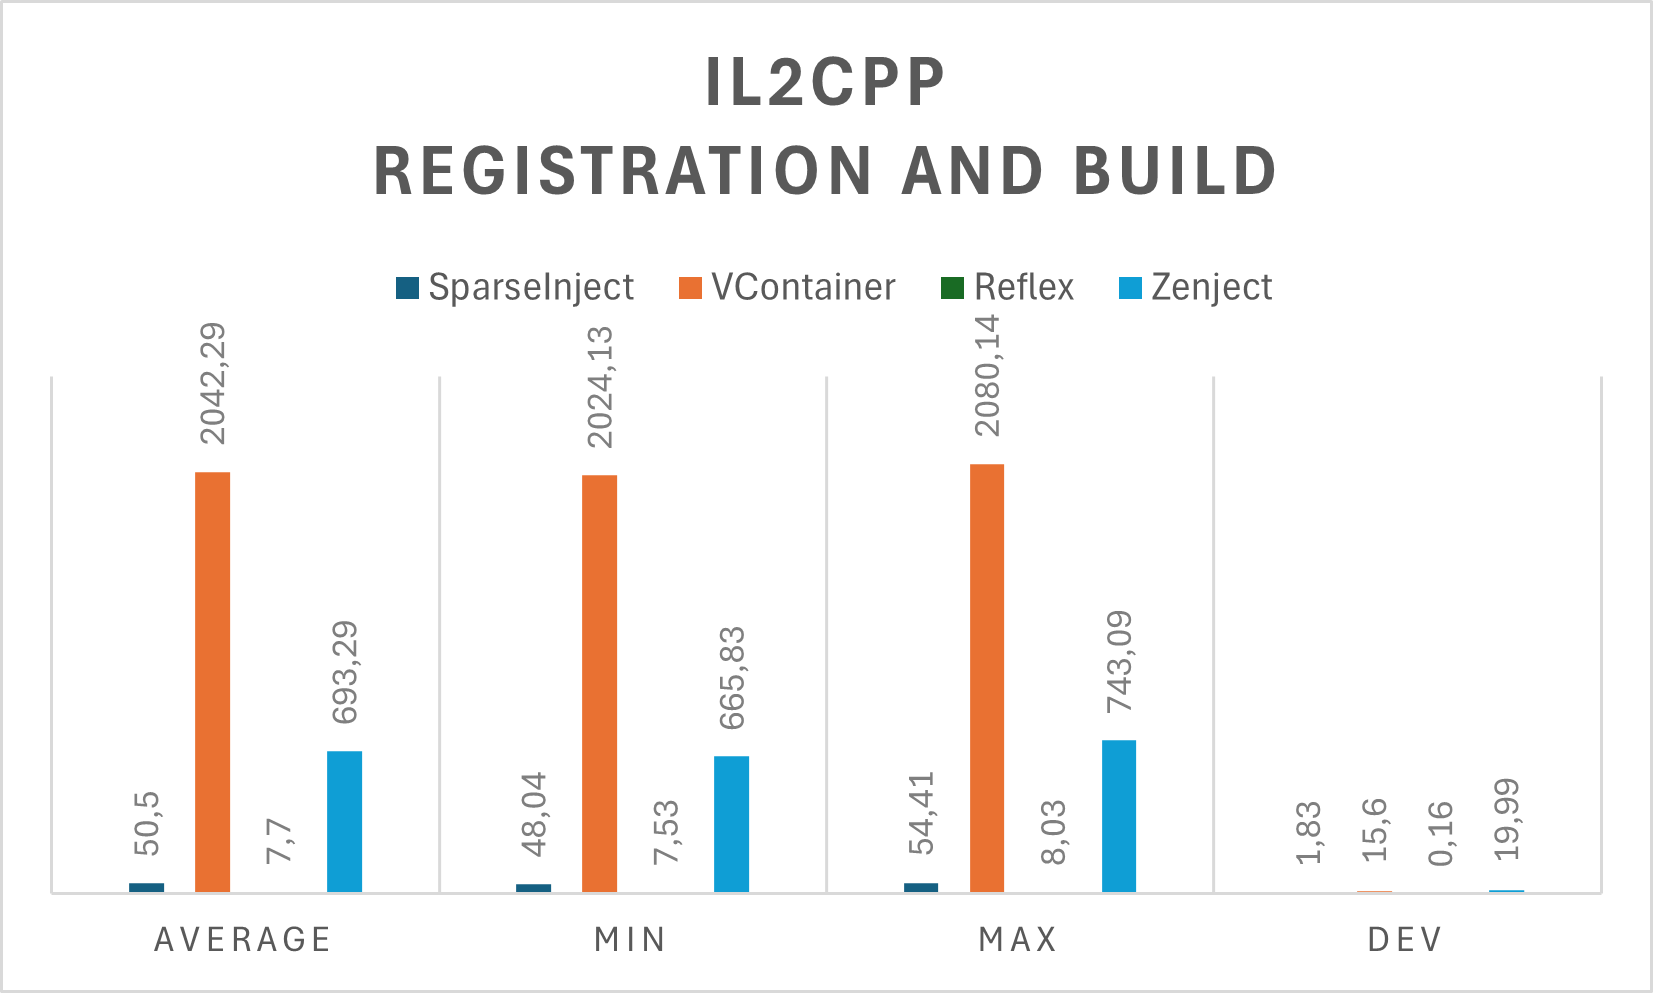 IL2CPP
REGISTRATION AND BUILD
SparseInject VContainer Reflex Zenject
50,5 2042,29 7,7 693,29
48,04 2024,13 7,53 665,83
54,41 2080,14 8,03 743,09
1,83 15,6 0,16 19,99
AVERAGE MIN MAX DEV